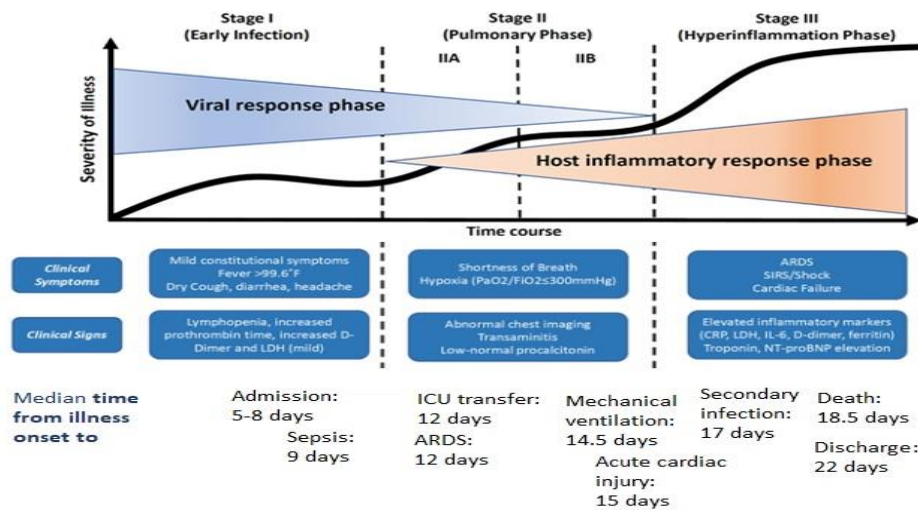 Stage I
(Early Infection)
Stage II
(Pulmonary Phase)
Stage III
(Hyperinflammation Phase)
IIA
IIB
Severity of Illness
Viral response phase
Host inflammatory response phase
Time course
Clinical
Symptoms
Mild constitutional symptoms
Fever >99.6°F
Dry Cough, diarrhea, headache
Shortness of Breath
Hypoxia (PaO2/FiO2≤300mmHg)
ARDS
SIRS/Shock
Cardiac Failure
Clinical Signs
Lymphopenia, increased
prothrombin time, increased D-
Dimer and LDH (mild)
Abnormal chest imaging
Transaminitis
Low-normal procalcitonin
Elevated inflammatory markers
(CRP, LDH, IL-6, D-dimer, ferritin)
Troponin, NT-proBNP elevation
Median time
from illness
onset to
Admission:
5-8 days
Sepsis:
9 days
ICU transfer:
12 days
ARDS:
12 days
Mechanical
ventilation:
14.5 days
Acute cardiac
injury:
15 days
Secondary
infection:
17 days
Death:
18.5 days
Discharge:
22 days